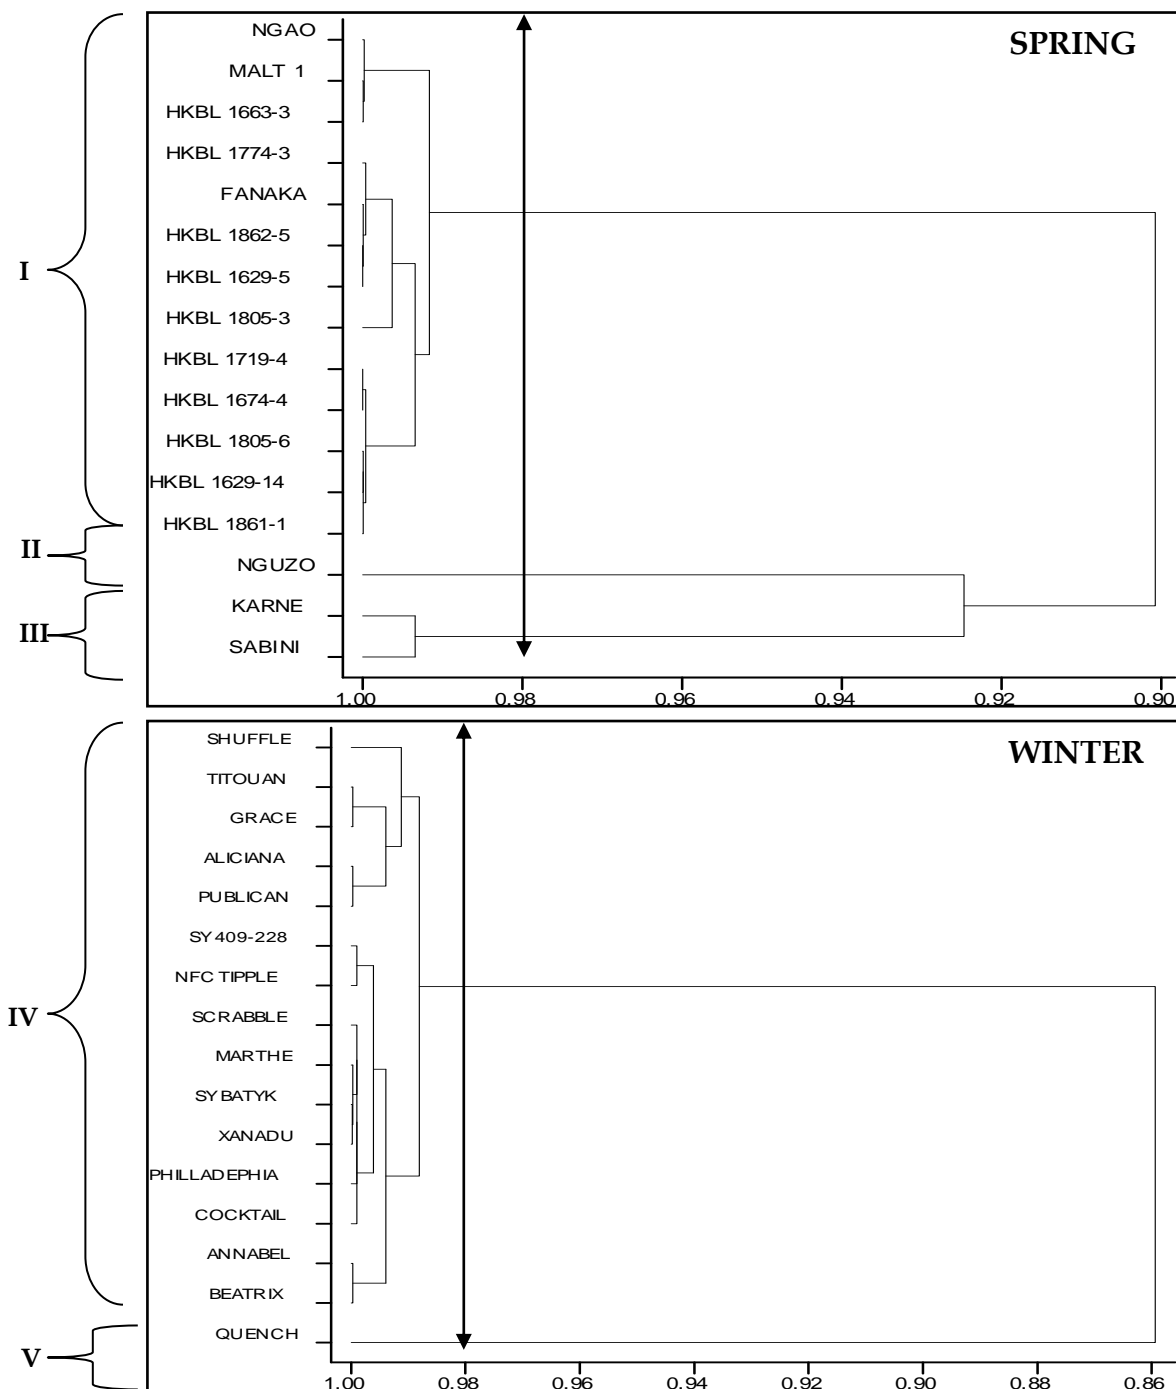 SPRING
NGAO
MALT 1
HKBL 1663-3
HKBL 1774-3
FANAKA
HKBL 1862-5
I
HKBL 1629-5
HKBL 1805-3
HKBL 1719-4
HKBL 1674-4
HKBL 1805-6
HKBL 1629-14
HKBL 1861-1
II
NGUZO
KARNE
III
SABINI
1.00 0.98 0.96 0.94 0.92 0.90
WINTER
SHUFFLE
TITOUAN
GRACE
ALICIANA
PUBLICAN
SY409-228
NFC TIPPLE
IV
SCRABBLE
MARTHE
SYBATYK
XANADU
PHILLADEPHIA
COCKTAIL
ANNABEL
BEATRIX
QUENCH
V
1.00 0.98 0.96 0.94 0.92 0.90 0.88 0.86